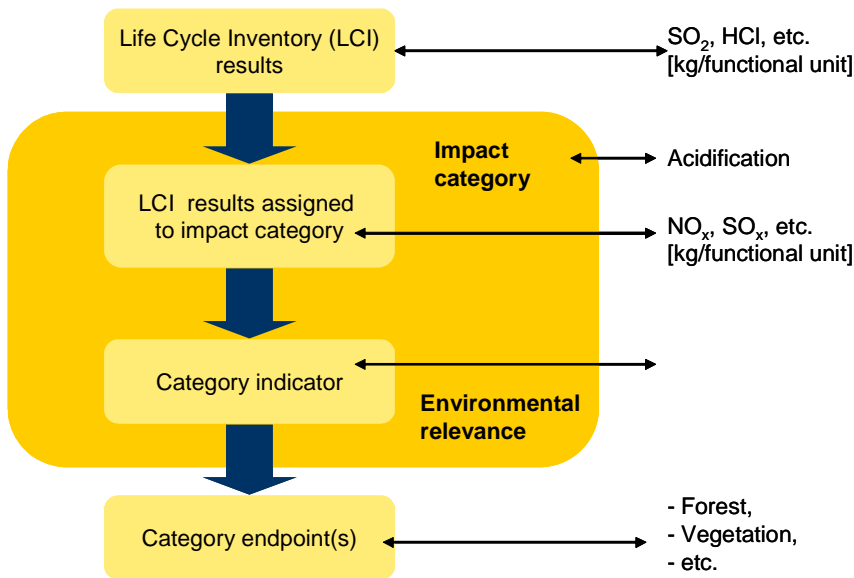 Life Cycle Inventory (LCI)
results
SO₂, HCl, etc.
[kg/functional unit]
Impact
category
Acidification
LCI results assigned
to impact category
NOₓ, SOₓ, etc.
[kg/functional unit]
Category indicator
Environmental
relevance
Category endpoint(s)
- Forest,
- Vegetation,
- etc.